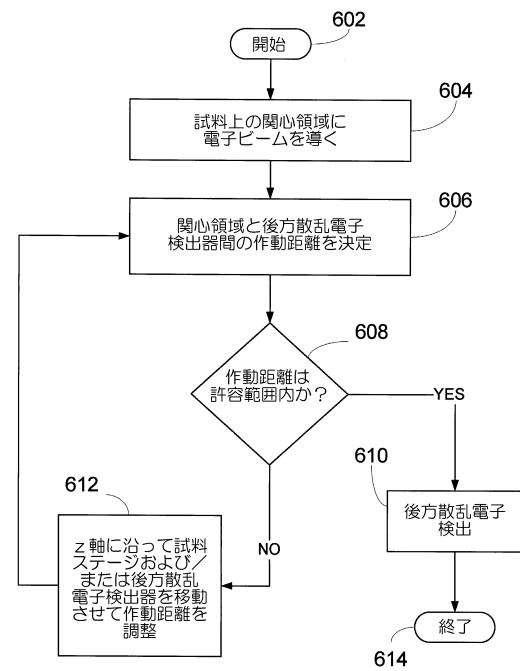 602
開始
604
試料上の関心領域に
電子ビームを導く
606
関心領域と後方散乱電子
検出器間の作動距離を決定
608
作動距離は
許容範囲内か？
YES
610
後方散乱電子
検出
612
NO
z軸に沿って試料
ステージおよび／
または後方散乱
電子検出器を移動
させて作動距離を
調整
終了
614